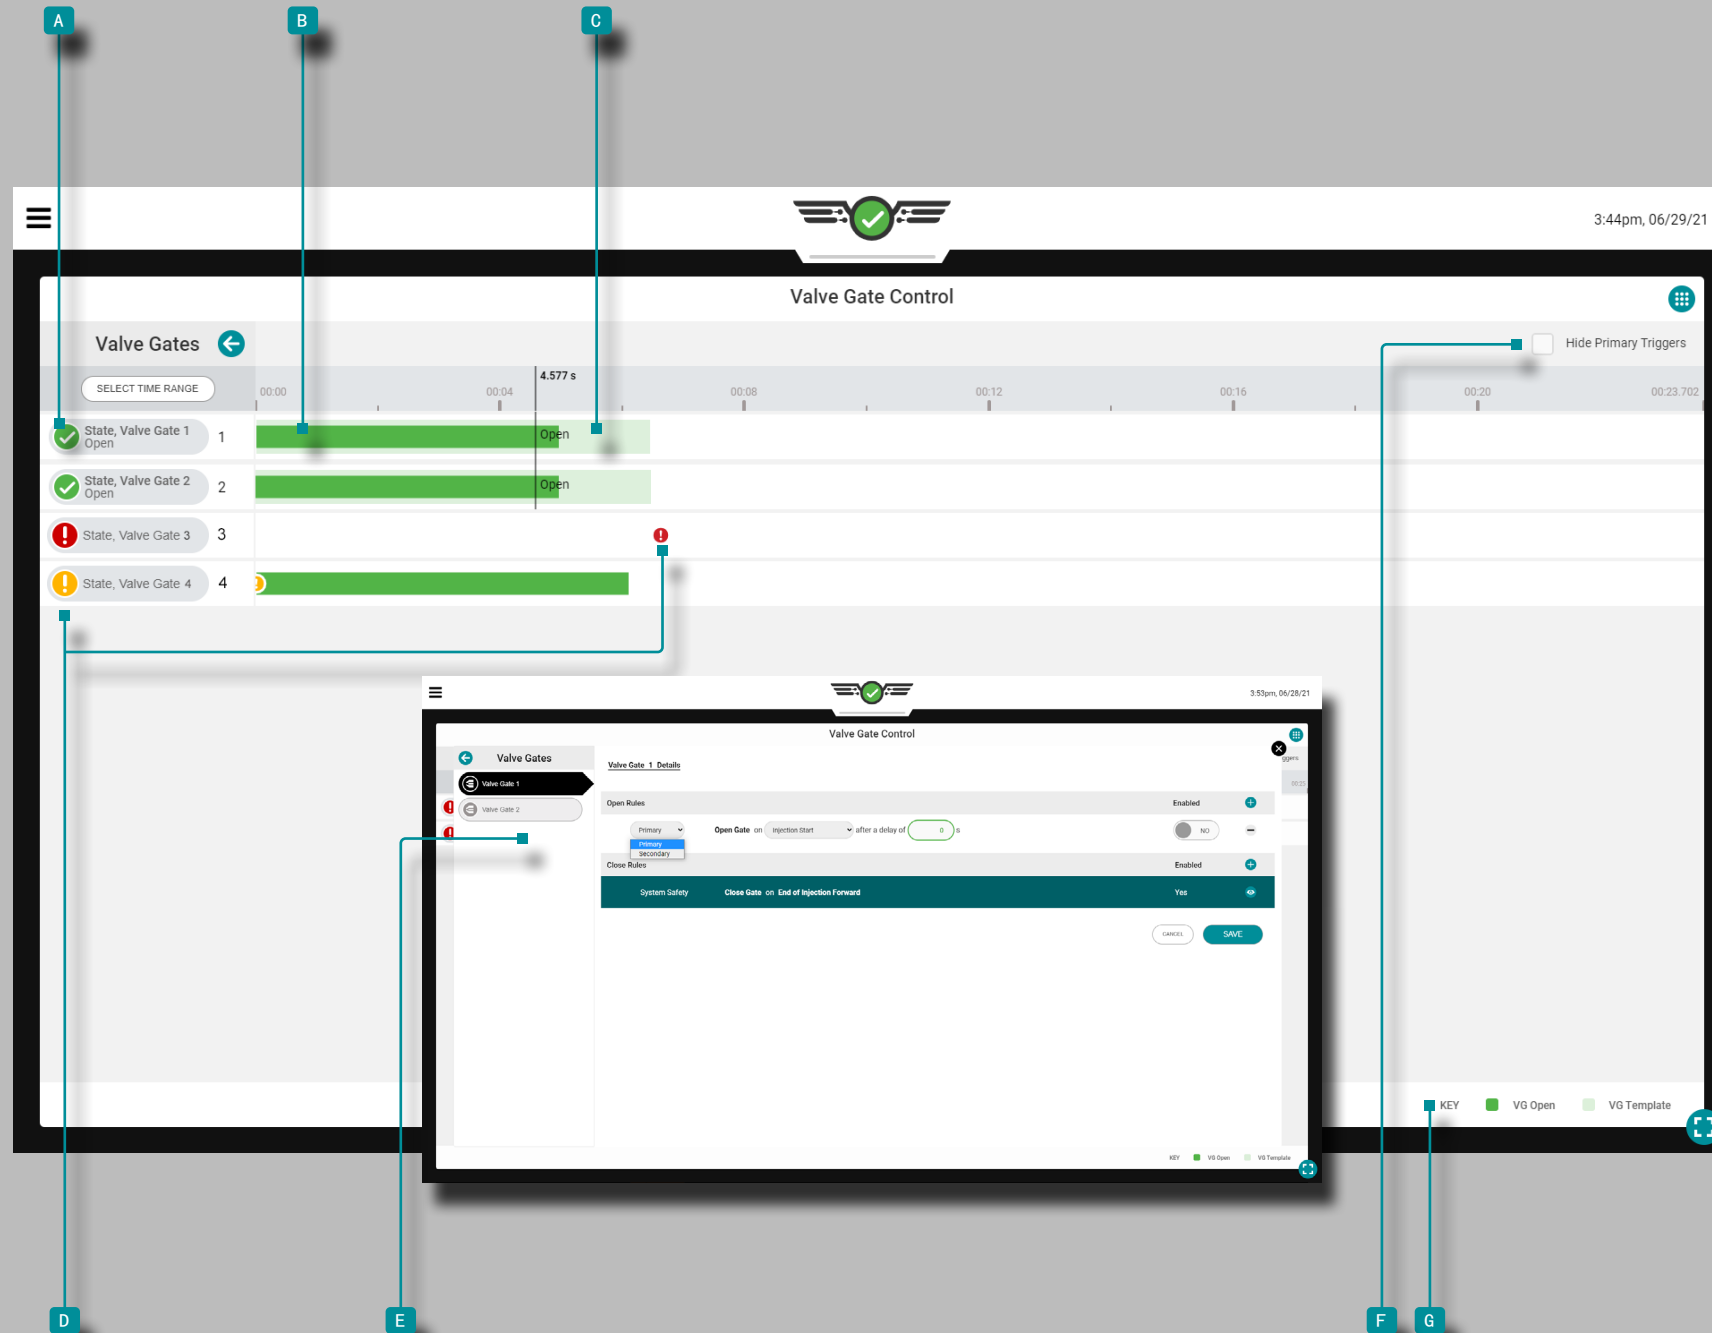 A
B
C
3:44pm, 06/29/21
Valve Gate Control
Valve Gates
Hide Primary Triggers
SELECT TIME RANGE
00:00
00:04
4.577 s
00:08
00:12
00:16
00:20
00:23.702
State, Valve Gate 1
Open
1
Open
State, Valve Gate 2
Open
2
Open
State, Valve Gate 3
3
State, Valve Gate 4
4
3:53pm, 06/28/21
Valve Gate Control
Valve Gates
Valve Gate 1 Details
ggers
Valve Gate 1
00:23
Valve Gate 2
Open Rules
Enabled
Primary
Open Gate on Injection Start after a delay of 0 s
NO
Primary
Secondary
Close Rules
Enabled
System Safety
Close Gate on End of Injection Forward
Yes
CANCEL
SAVE
KEY
VG Open
VG Template
KEY
VG Open
VG Template
D
E
F
G